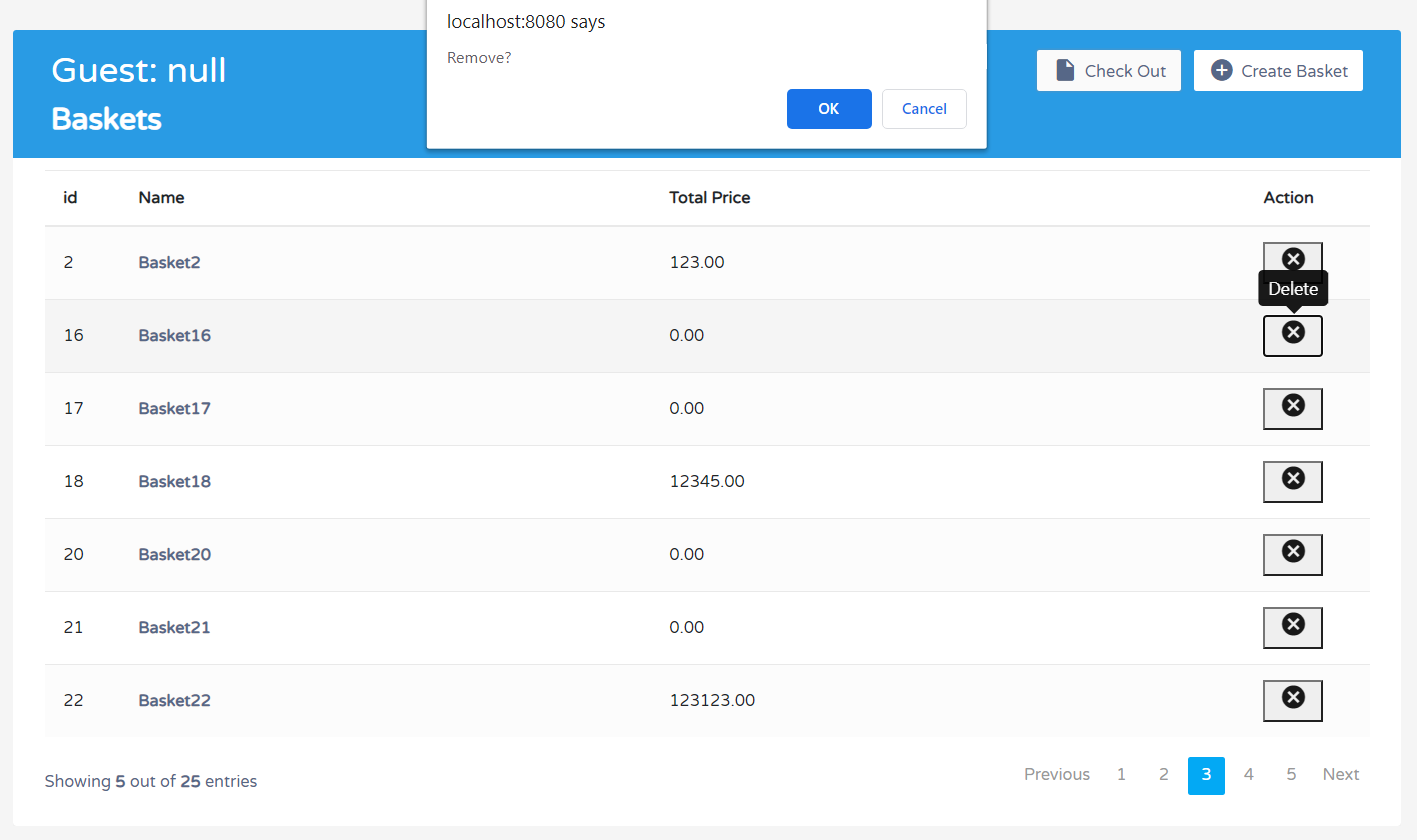 localhost:8080 says
Remove?
OK Cancel
Guest: null
Baskets
Check Out Create Basket
id Name Total Price Action
2 Basket2 123.00
Delete
16 Basket16 0.00
17 Basket17 0.00
18 Basket18 12345.00
20 Basket20 0.00
21 Basket21 0.00
22 Basket22 123123.00
Showing 5 out of 25 entries
Previous 1 2 3 4 5 Next